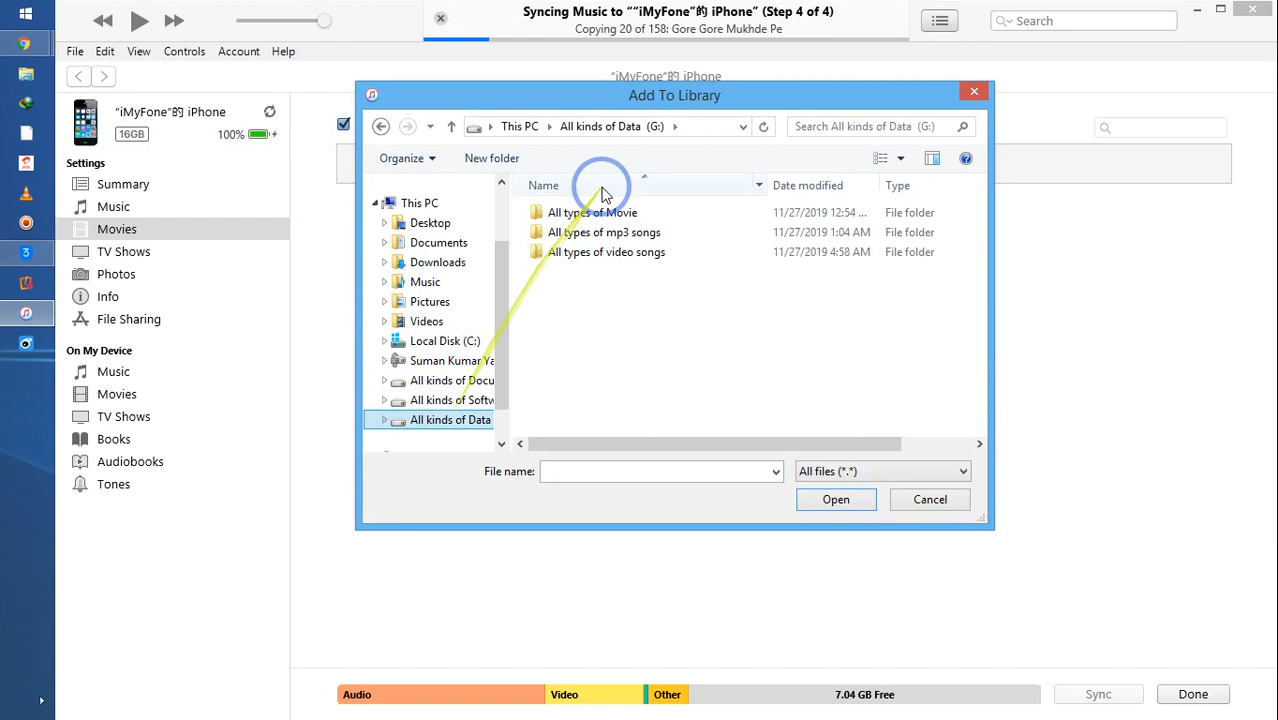 Syncing Music to ““iMyFone”的 iPhone” (Step 4 of 4)
Copying 20 of 158: Gore Gore Mukhde Pe
Search
File Edit View Controls Account Help
“iMyFone”的 iPhone
“iMyFone”的 iPhone
16GB
100%
Settings
Summary
Music
Movies
TV Shows
Photos
Info
File Sharing
On My Device
Music
Movies
TV Shows
Books
Audiobooks
Tones
Add To Library
This PC All kinds of Data (G:)
Search All kinds of Data (G:)
Organize New folder
This PC
Desktop
Documents
Downloads
Music
Pictures
Videos
Local Disk (C:)
Suman Kumar Ya
All kinds of Docu
All kinds of Softw
All kinds of Data
Name Date modified Type
All types of Movie 11/27/2019 12:54 ... File folder
All types of mp3 songs 11/27/2019 1:04 AM File folder
All types of video songs 11/27/2019 4:58 AM File folder
File name:
All files (*.*)
Open Cancel
Audio Video Other 7.04 GB Free
Sync Done